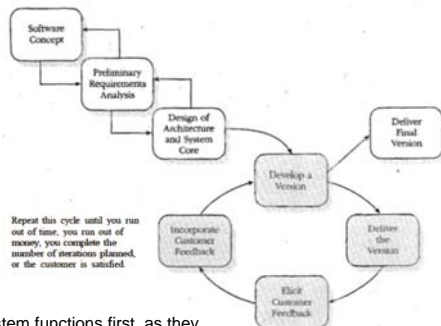 Software
Concept
Preliminary
Requirements
Analysis
Design of
Architecture
and System
Core
Deliver
Final
Version
Develop a
Version
Repeat this cycle until you run
out of time, you run out of
money, you complete the
number of iterations planned,
or the customer is satisfied.
Incorporate
Customer
Feedback
Deliver
the
Version
Elicit
Customer
Feedback
stem functions first, as they